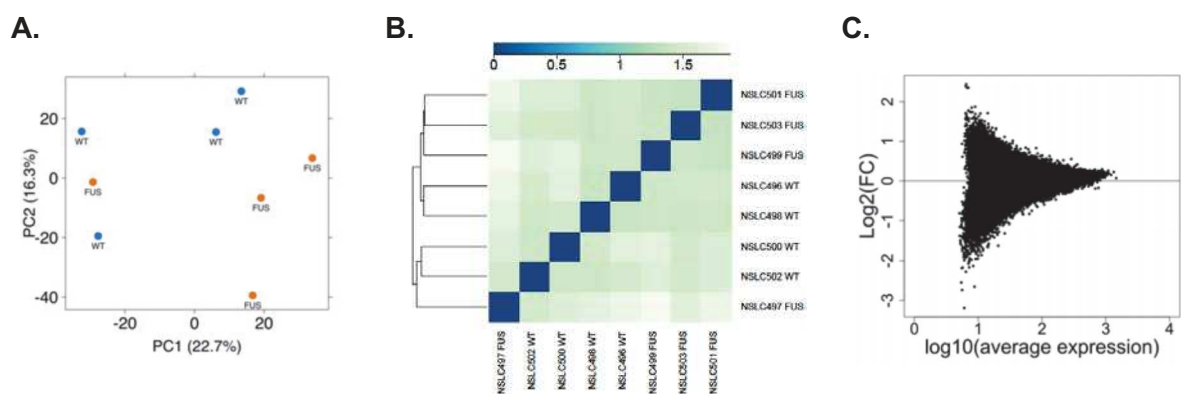 A.
B.
C.
WT
WT
WT
FUS
FUS
FUS
WT
FUS
20
0
-20
-40
-20
0
20
PC2 (16.3%)
PC1 (22.7%)
0
0.5
1
1.5
NSLC501 FUS
NSLC503 FUS
NSLC499 FUS
NSLC496 WT
NSLC498 WT
NSLC500 WT
NSLC502 WT
NSLC497 FUS
NSLC497 FUS
NSLC502 WT
NSLC500 WT
NSLC498 WT
NSLC496 WT
NSLC499 FUS
NSLC503 FUS
NSLC501 FUS
Log2(FC)
2
1
0
-1
-2
-3
0
1
2
3
4
log10(average expression)